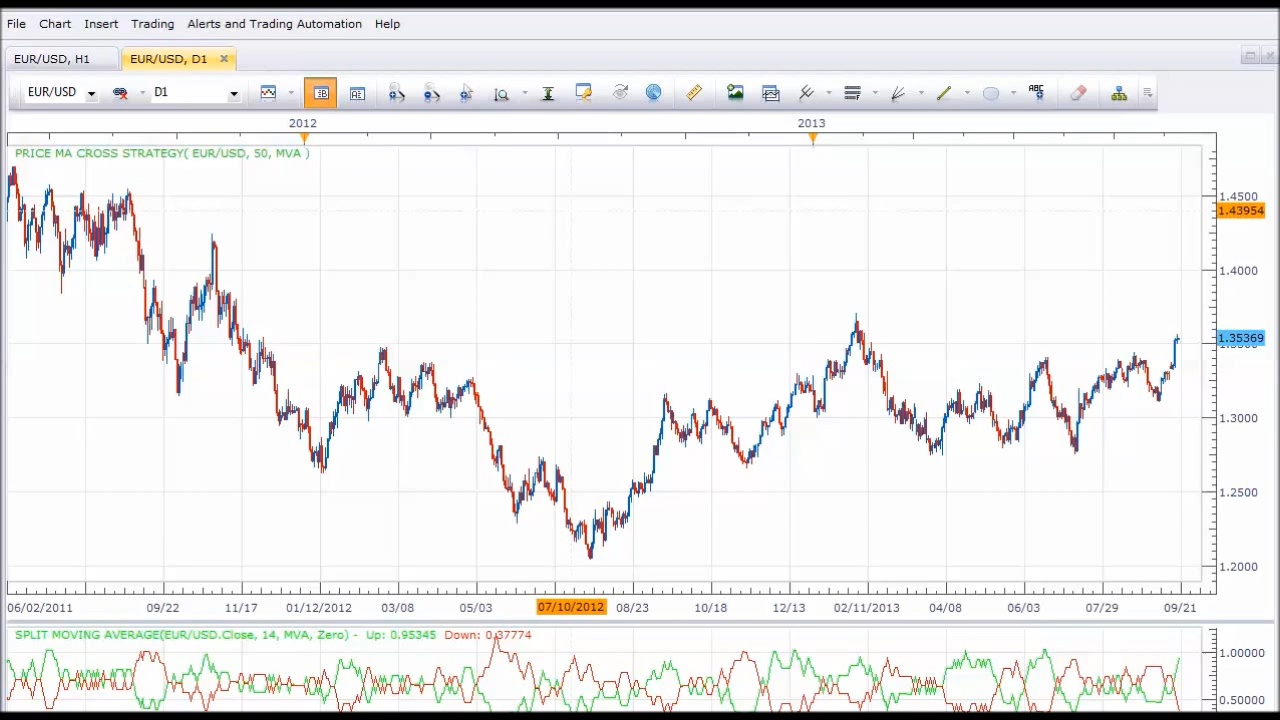 File Chart Insert Trading Alerts and Trading Automation Help
EUR/USD, H1 EUR/USD, D1
EUR/USD D1 ABC
2012 2013
PRICE MA CROSS STRATEGY( EUR/USD, 50, MVA )
1.4500
1.43954
1.4000
1.35369
1.3000
1.2500
1.2000
06/02/2011 09/22 11/17 01/12/2012 03/08 05/03 07/10/2012 08/23 10/18 12/13 02/11/2013 04/08 06/03 07/29 09/21
SPLIT MOVING AVERAGE(EUR/USD.Close, 14, MVA, Zero) - Up: 0.95345 Down: 0.37774
1.00000
0.50000